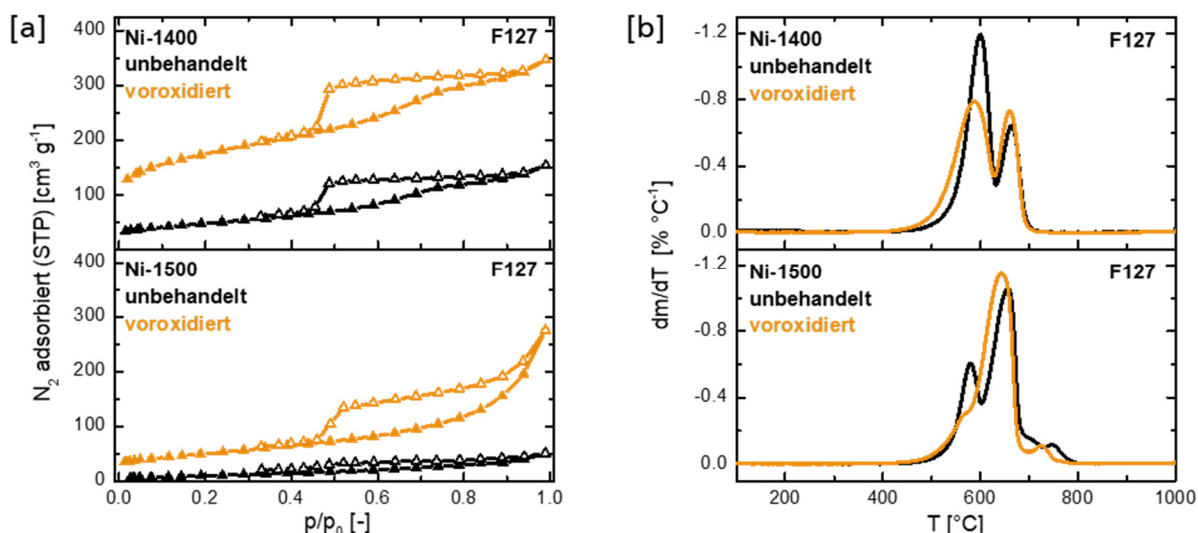 [a]
Ni-1400 F127
unbehandelt
voroxidiert
400
300
200
100
0
Ni-1500 F127
unbehandelt
voroxidiert
400
300
200
100
0
N₂ adsorbiert (STP) [cm³ g⁻¹]
0.0 0.2 0.4 0.6 0.8 1.0
p/p₀ [-]
[b]
Ni-1400 F127
unbehandelt
voroxidiert
-1.2
-0.8
-0.4
0.0
Ni-1500 F127
unbehandelt
voroxidiert
-1.2
-0.8
-0.4
0.0
dm/dT [% °C⁻¹]
200 400 600 800 1000
T [°C]